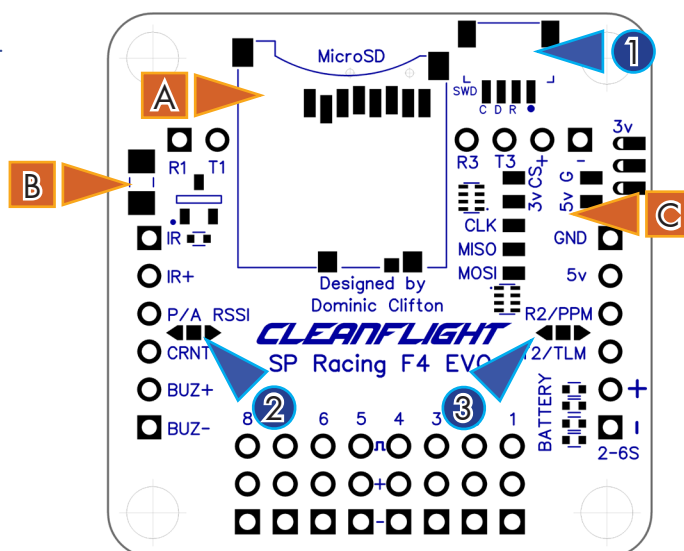 MicroSD
1
A
SWD
C D R
3v
R1 T1
R3 T3 3v CS + 5v G -
B
C
IR
CLK
GND
MISO
IR+
MOSI
5v
Designed by
Dominic Clifton
P/A RSSI
R2/PPM
CLEANFLIGHT
CRNT
SP Racing F4 EVO
T2/TLM
BUZ+
2
3
BATTERY
+
8 6 5 4 3 1
BUZ-
-
2-6S
+
-